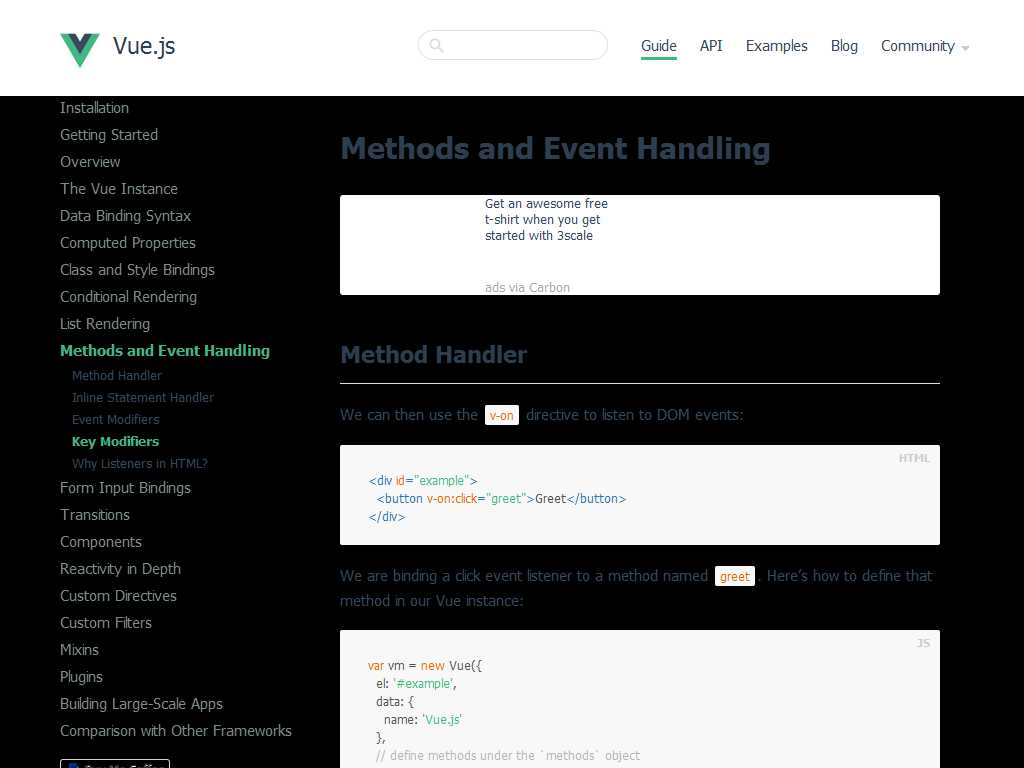 Vue.js
Guide
API
Examples
Blog
Community
Installation
Getting Started
Overview
The Vue Instance
Data Binding Syntax
Computed Properties
Class and Style Bindings
Conditional Rendering
List Rendering
Methods and Event Handling
Method Handler
Inline Statement Handler
Event Modifiers
Key Modifiers
Why Listeners in HTML?
Form Input Bindings
Transitions
Components
Reactivity in Depth
Custom Directives
Custom Filters
Mixins
Plugins
Building Large-Scale Apps
Comparison with Other Frameworks
Methods and Event Handling
Get an awesome free
t-shirt when you get
started with 3scale
ads via Carbon
Method Handler
We can then use the v-on directive to listen to DOM events:
HTML
<div id="example">
  <button v-on:click="greet">Greet</button>
</div>
We are binding a click event listener to a method named greet. Here’s how to define that
method in our Vue instance:
JS
var vm = new Vue({
  el: '#example',
  data: {
    name: 'Vue.js'
  },
  // define methods under the `methods` object